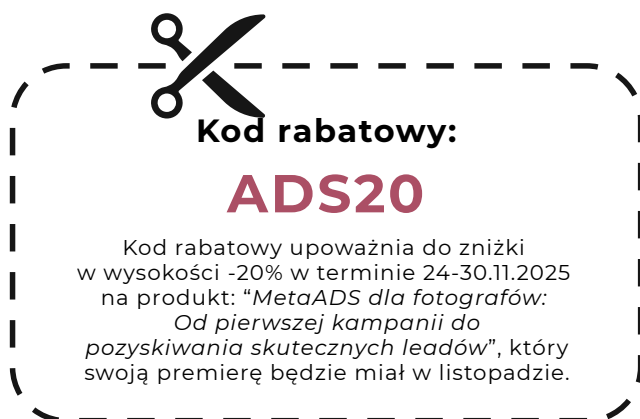 Kod rabatowy:
ADS20
Kod rabatowy upoważnia do zniżki
w wysokości -20% w terminie 24-30.11.2025
na produkt: “MetaADS dla fotografów:
Od pierwszej kampanii do
pozyskiwania skutecznych leadów”, który
swoją premierę będzie miał w listopadzie.